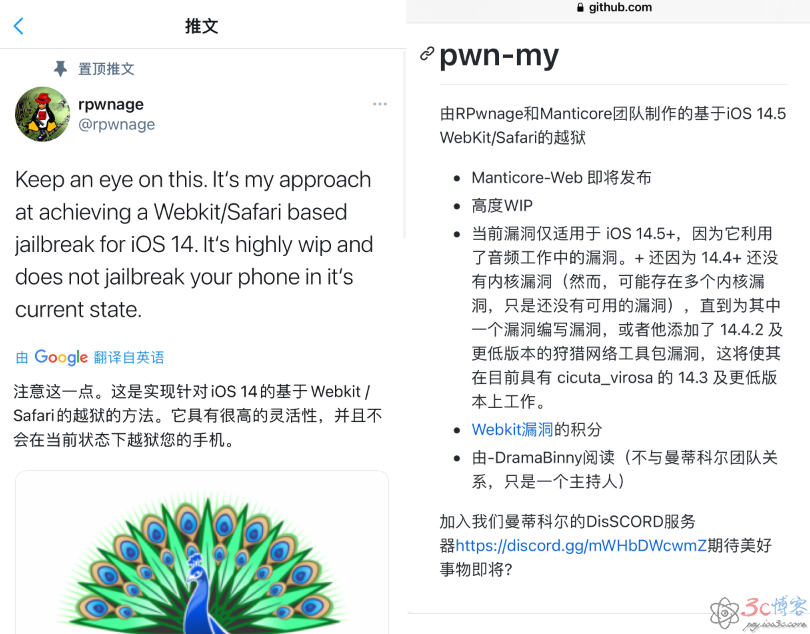 推文
置顶推文
rpwnage
@rpwnage
Keep an eye on this. It's my approach
at achieving a Webkit/Safari based
jailbreak for iOS 14. It's highly wip and
does not jailbreak your phone in it's
current state.
由 Google 翻译自英语
注意这一点。这是实现针对iOS 14的基于Webkit /
Safari的越狱的方法。它具有很高的灵活性，并且不
会在当前状态下越狱您的手机。
github.com
pwn-my
由RPwnage和Manticore团队制作的基于iOS 14.5
WebKit/Safari的越狱
• Manticore-Web 即将发布
• 高度WIP
• 当前漏洞仅适用于 iOS 14.5+，因为它利用
了音频工作中的漏洞。+ 还因为 14.4+ 还没
有内核漏洞（然而，可能存在多个内核漏
洞，只是还没有可用的漏洞），直到为其中
一个漏洞编写漏洞，或者他添加了 14.4.2 及
更低版本的狩猎网络工具包漏洞，这将使其
在目前具有 cicuta_virosa 的 14.3 及更低版
本上工作。
• Webkit漏洞的积分
• 由-DramaBinny阅读（不与曼蒂科尔团队关
系，只是一个主持人）
加入我们曼蒂科尔的DisSCORD服务
器https://discord.gg/mWHbDWcwmZ期待美好
事物即将?
3c博客